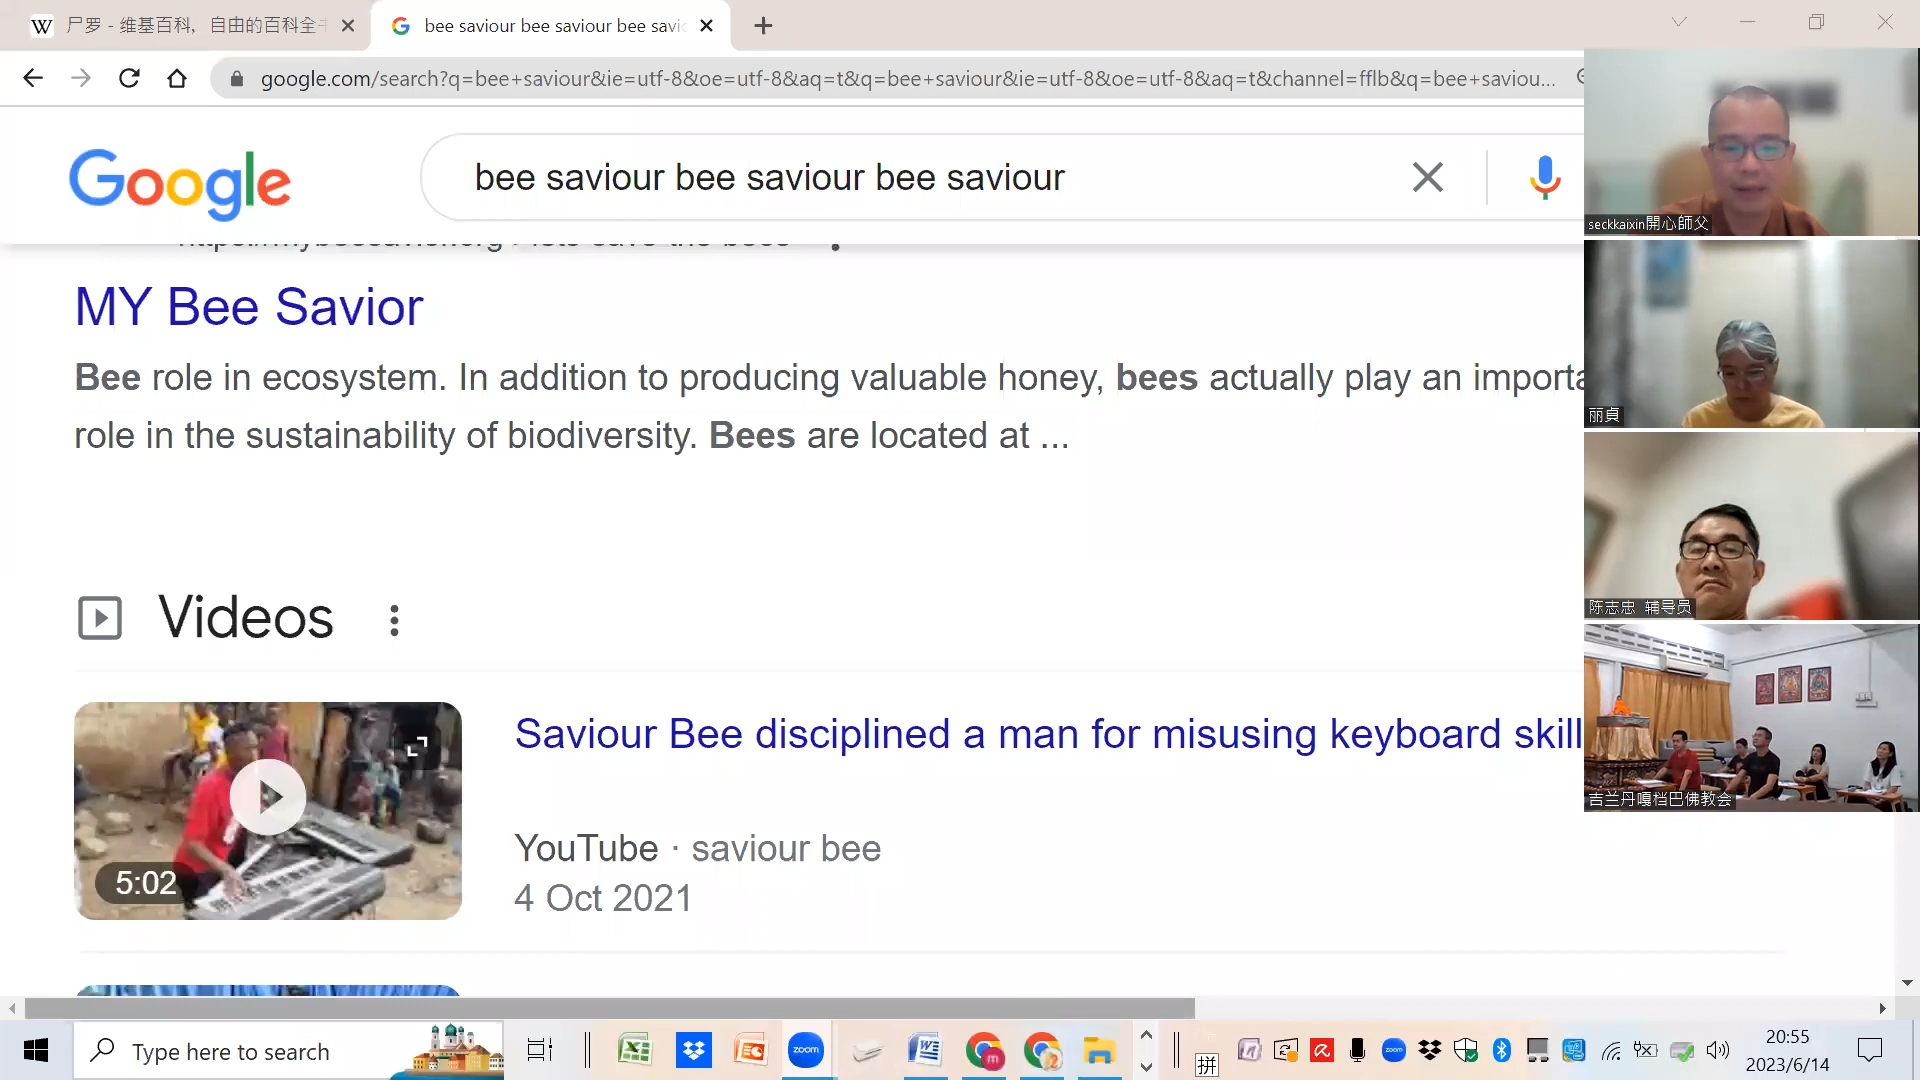 W 尸罗 - 维基百科，自由的百科全
bee saviour bee saviour bee savi
google.com/search?q=bee+saviour&ie=utf-8&oe=utf-8&aq=t&q=bee+saviour&ie=utf-8&oe=utf-8&aq=t&channel=fflb&q=bee+saviou...
Google
bee saviour bee saviour bee saviour
MY Bee Savior
Bee role in ecosystem. In addition to producing valuable honey, bees actually play an importa
role in the sustainability of biodiversity. Bees are located at ...
Videos
Saviour Bee disciplined a man for misusing keyboard skill
5:02
YouTube · saviour bee
4 Oct 2021
seckkaixin開心師父
丽貞
陈志忠 辅导员
吉兰丹嘎档巴佛教会
Type here to search
zoom
拼
20:55
2023/6/14